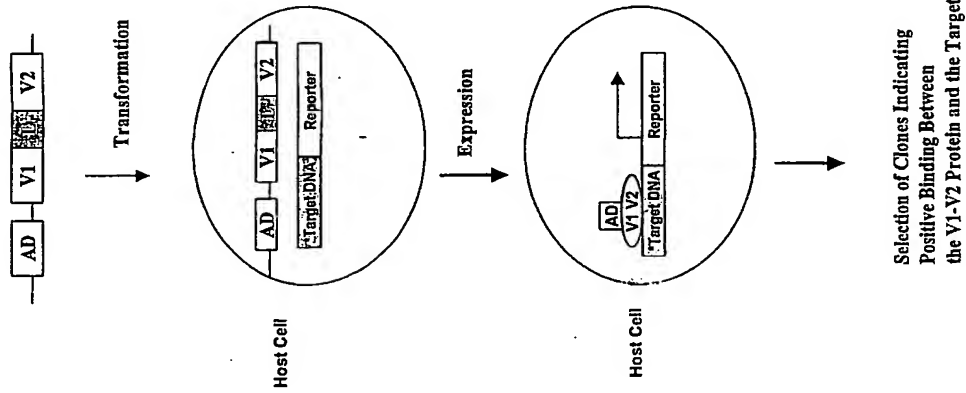 AD V1 V2
Transformation
AD V1 V2
Target DNA Reporter
Host Cell
Expression
AD
V1 V2
Target DNA Reporter
Host Cell
Selection of Clones Indicating
Positive Binding Between
the V1-V2 Protein and the Target